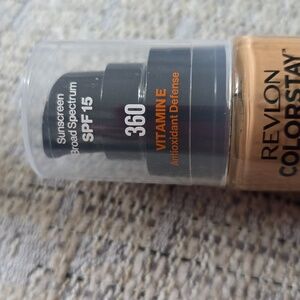 Sunscreen
Broad Spectrum
SPF 15
360
VITAMIN E
Antioxidant Defense
REVLON
COLORSTAY